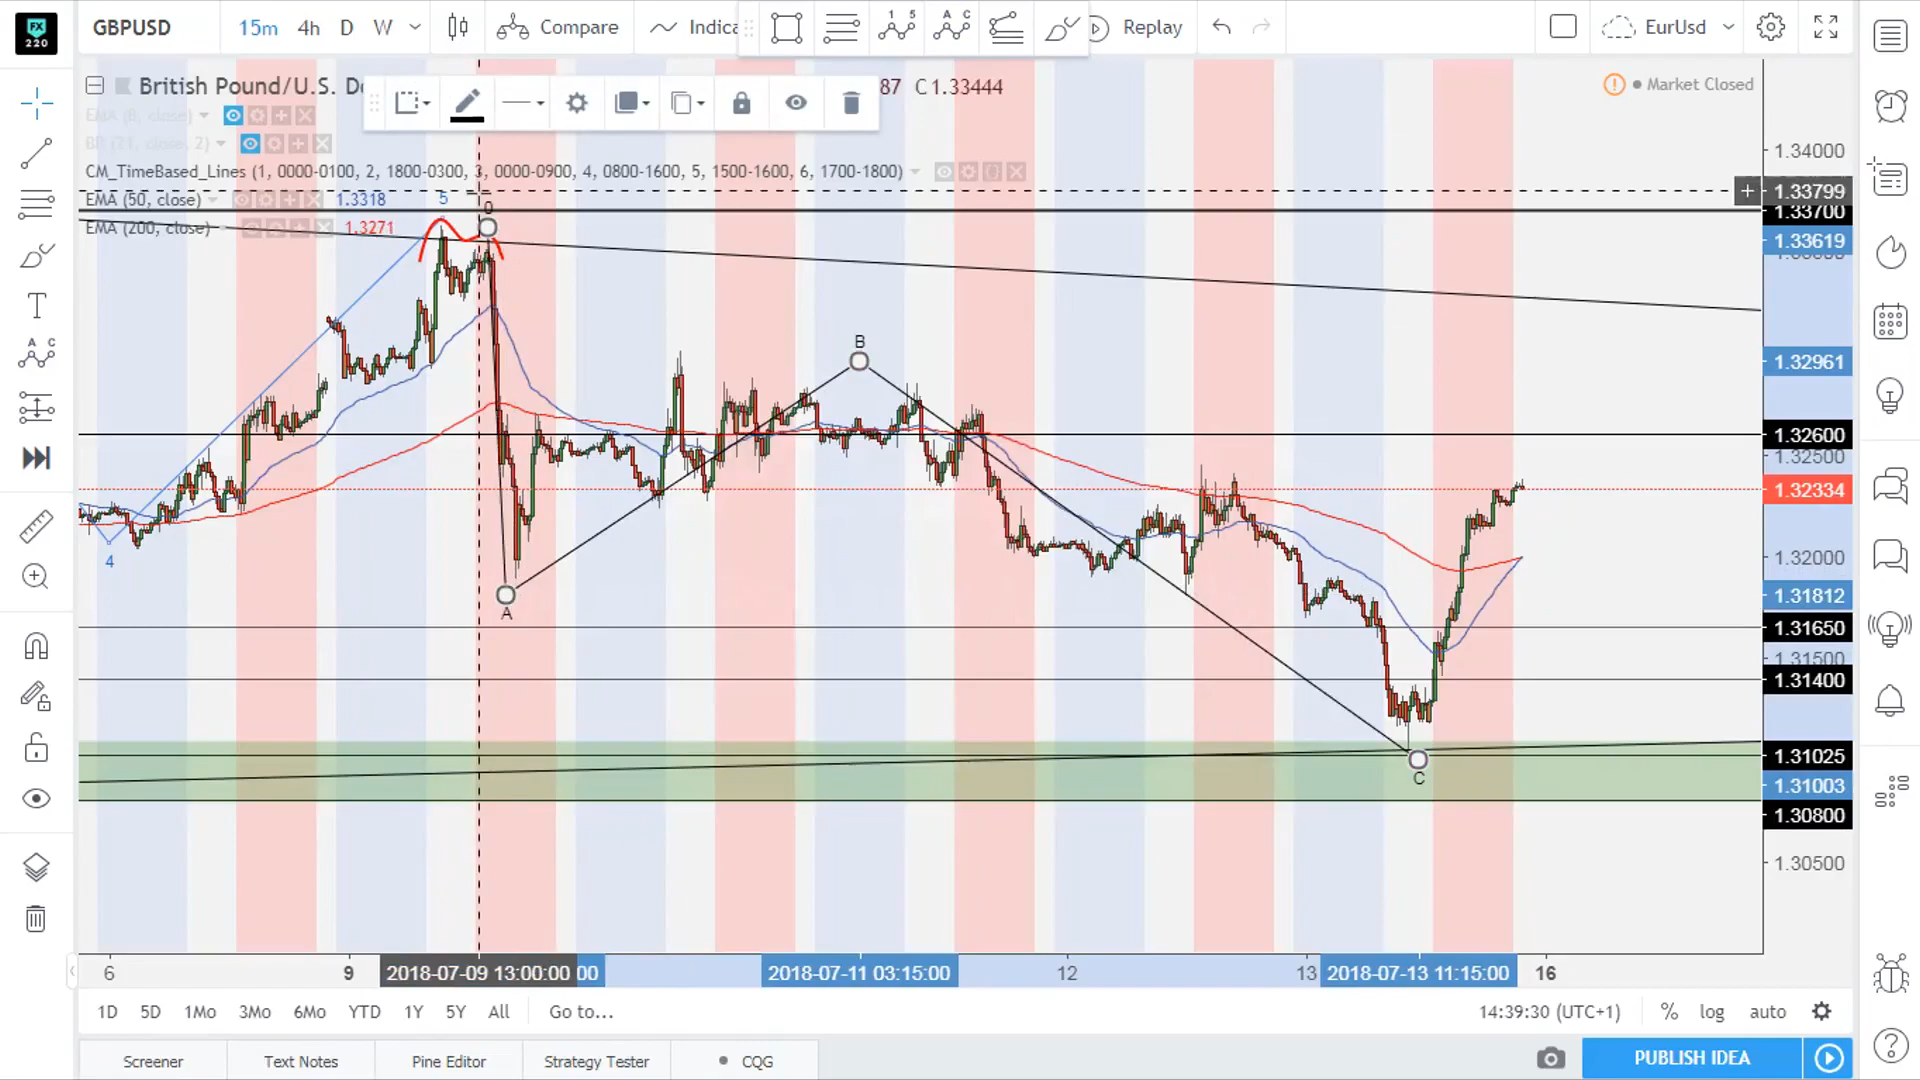 FX
220
GBPUSD
15m 4h D W
Compare
Indica
1 5
A C
Replay
EurUsd
British Pound/U.S. Do
87 C1.33444
Market Closed
EMA (8, close)
CM_TimeBased_Lines (1, 0000-0100, 2, 1800-0300, 3, 0000-0900, 4, 0800-1600, 5, 1500-1600, 6, 1700-1800)
EMA (50, close) 1.3318
EMA (200, close) 1.3271
5
0
4
A
B
C
A C
1.34000
1.33799
1.33700
1.33619
1.32961
1.32600
1.32500
1.32334
1.32000
1.31812
1.31650
1.31500
1.31400
1.31025
1.31003
1.30800
1.30500
6 9 2018-07-09 13:00:00 00 2018-07-11 03:15:00 12 13 2018-07-13 11:15:00 16
1D 5D 1Mo 3Mo 6Mo YTD 1Y 5Y All Go to...
14:39:30 (UTC+1) % log auto
Screener Text Notes Pine Editor Strategy Tester CQG
PUBLISH IDEA